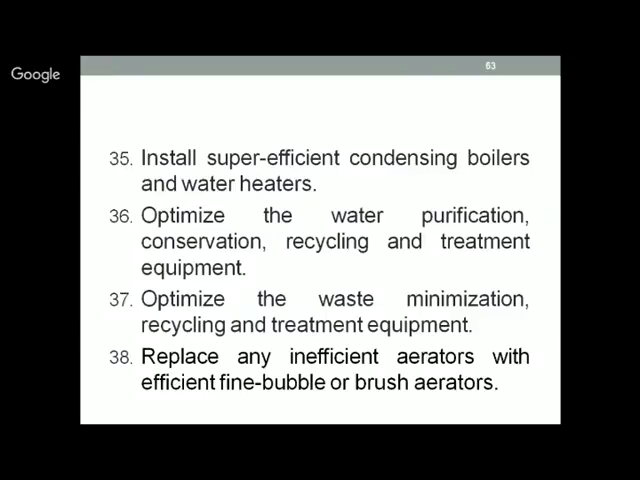 Google
63
35. Install super-efficient condensing boilers
and water heaters.
36. Optimize the water purification,
conservation, recycling and treatment
equipment.
37. Optimize the waste minimization,
recycling and treatment equipment.
38. Replace any inefficient aerators with
efficient fine-bubble or brush aerators.